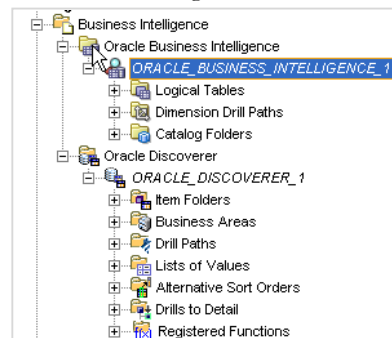 Business Intelligence
Oracle Business Intelligence
ORACLE_BUSINESS_INTELLIGENCE_1
Logical Tables
Dimension Drill Paths
Catalog Folders
Oracle Discoverer
ORACLE_DISCOVERER_1
Item Folders
Business Areas
Drill Paths
Lists of Values
Alternative Sort Orders
Drills to Detail
Registered Functions